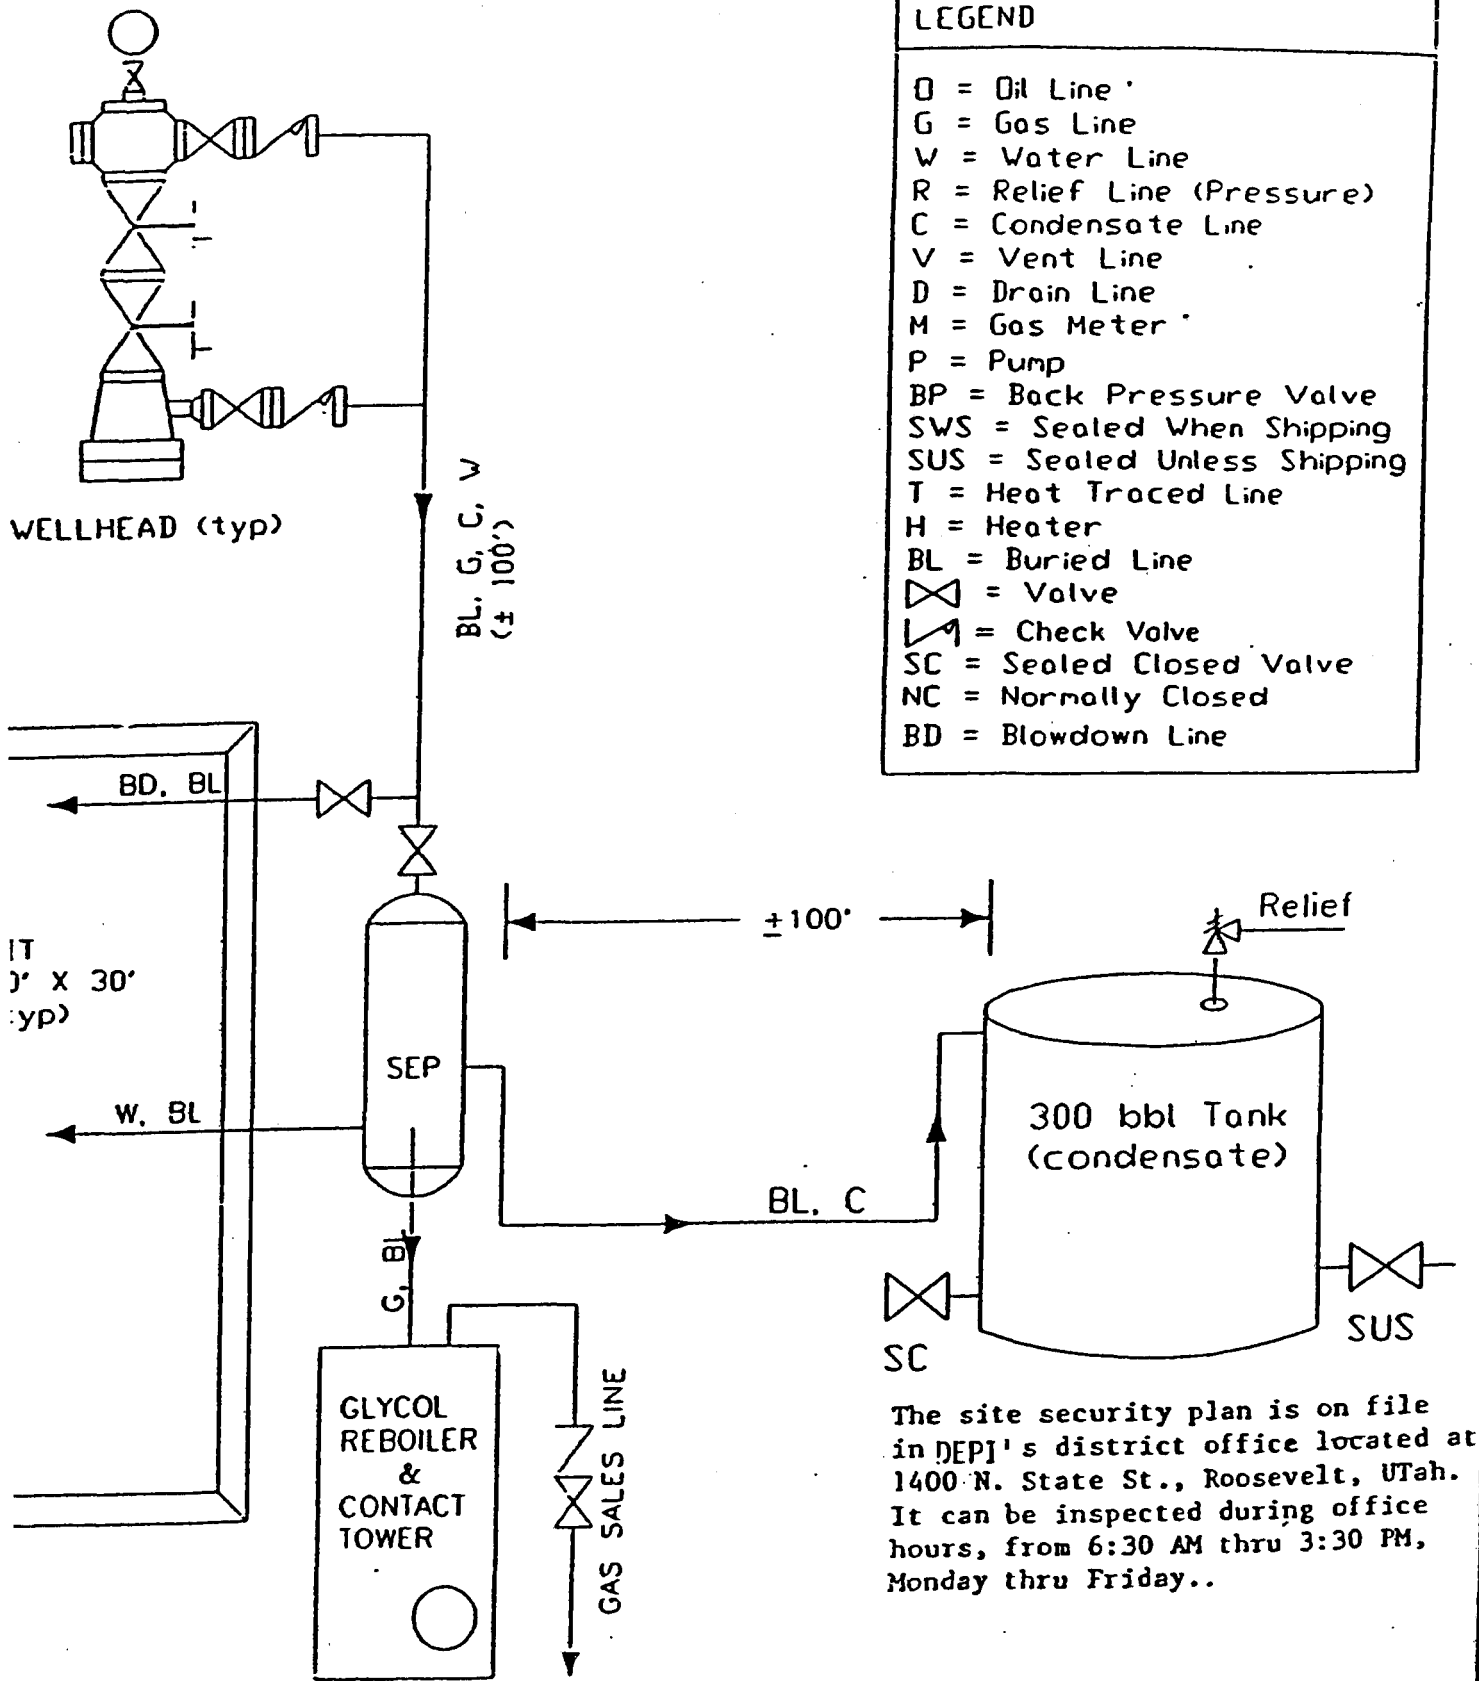 LEGEND
O = Oil Line
G = Gas Line
W = Water Line
R = Relief Line (Pressure)
C = Condensate Line
V = Vent Line
D = Drain Line
M = Gas Meter
P = Pump
BP = Back Pressure Valve
SWS = Sealed When Shipping
SUS = Sealed Unless Shipping
T = Heat Traced Line
H = Heater
BL = Buried Line
= Valve
= Check Valve
SC = Sealed Closed Valve
NC = Normally Closed
BD = Blowdown Line
WELLHEAD (typ)
BL, G, C, W
(± 100')
BD, BL
±100'
Relief
IT
)' X 30'
yp)
SEP
W, BL
300 bbl Tank
(condensate)
BL, C
G, BL
SC
SUS
GLYCOL
REBOILER
&
CONTACT
TOWER
GAS SALES LINE
The site security plan is on file
in DEPI's district office located at
1400 N. State St., Roosevelt, UTah.
It can be inspected during office
hours, from 6:30 AM thru 3:30 PM,
Monday thru Friday..